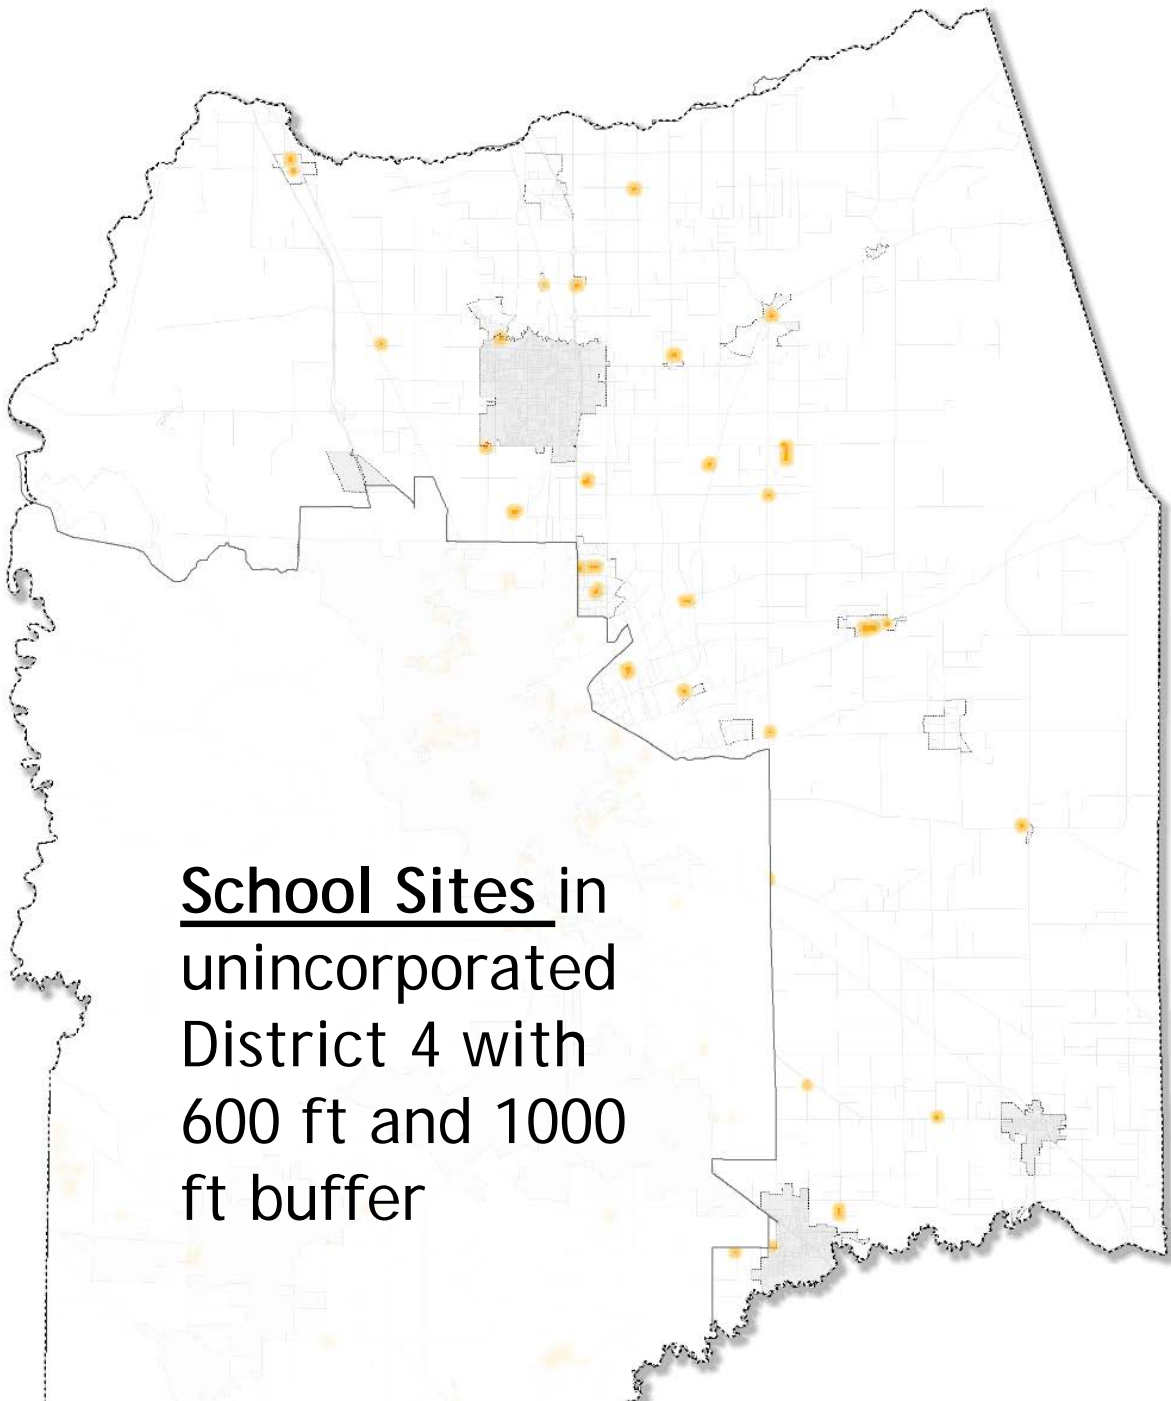 School Sites in
unincorporated
District 4 with
600 ft and 1000
ft buffer